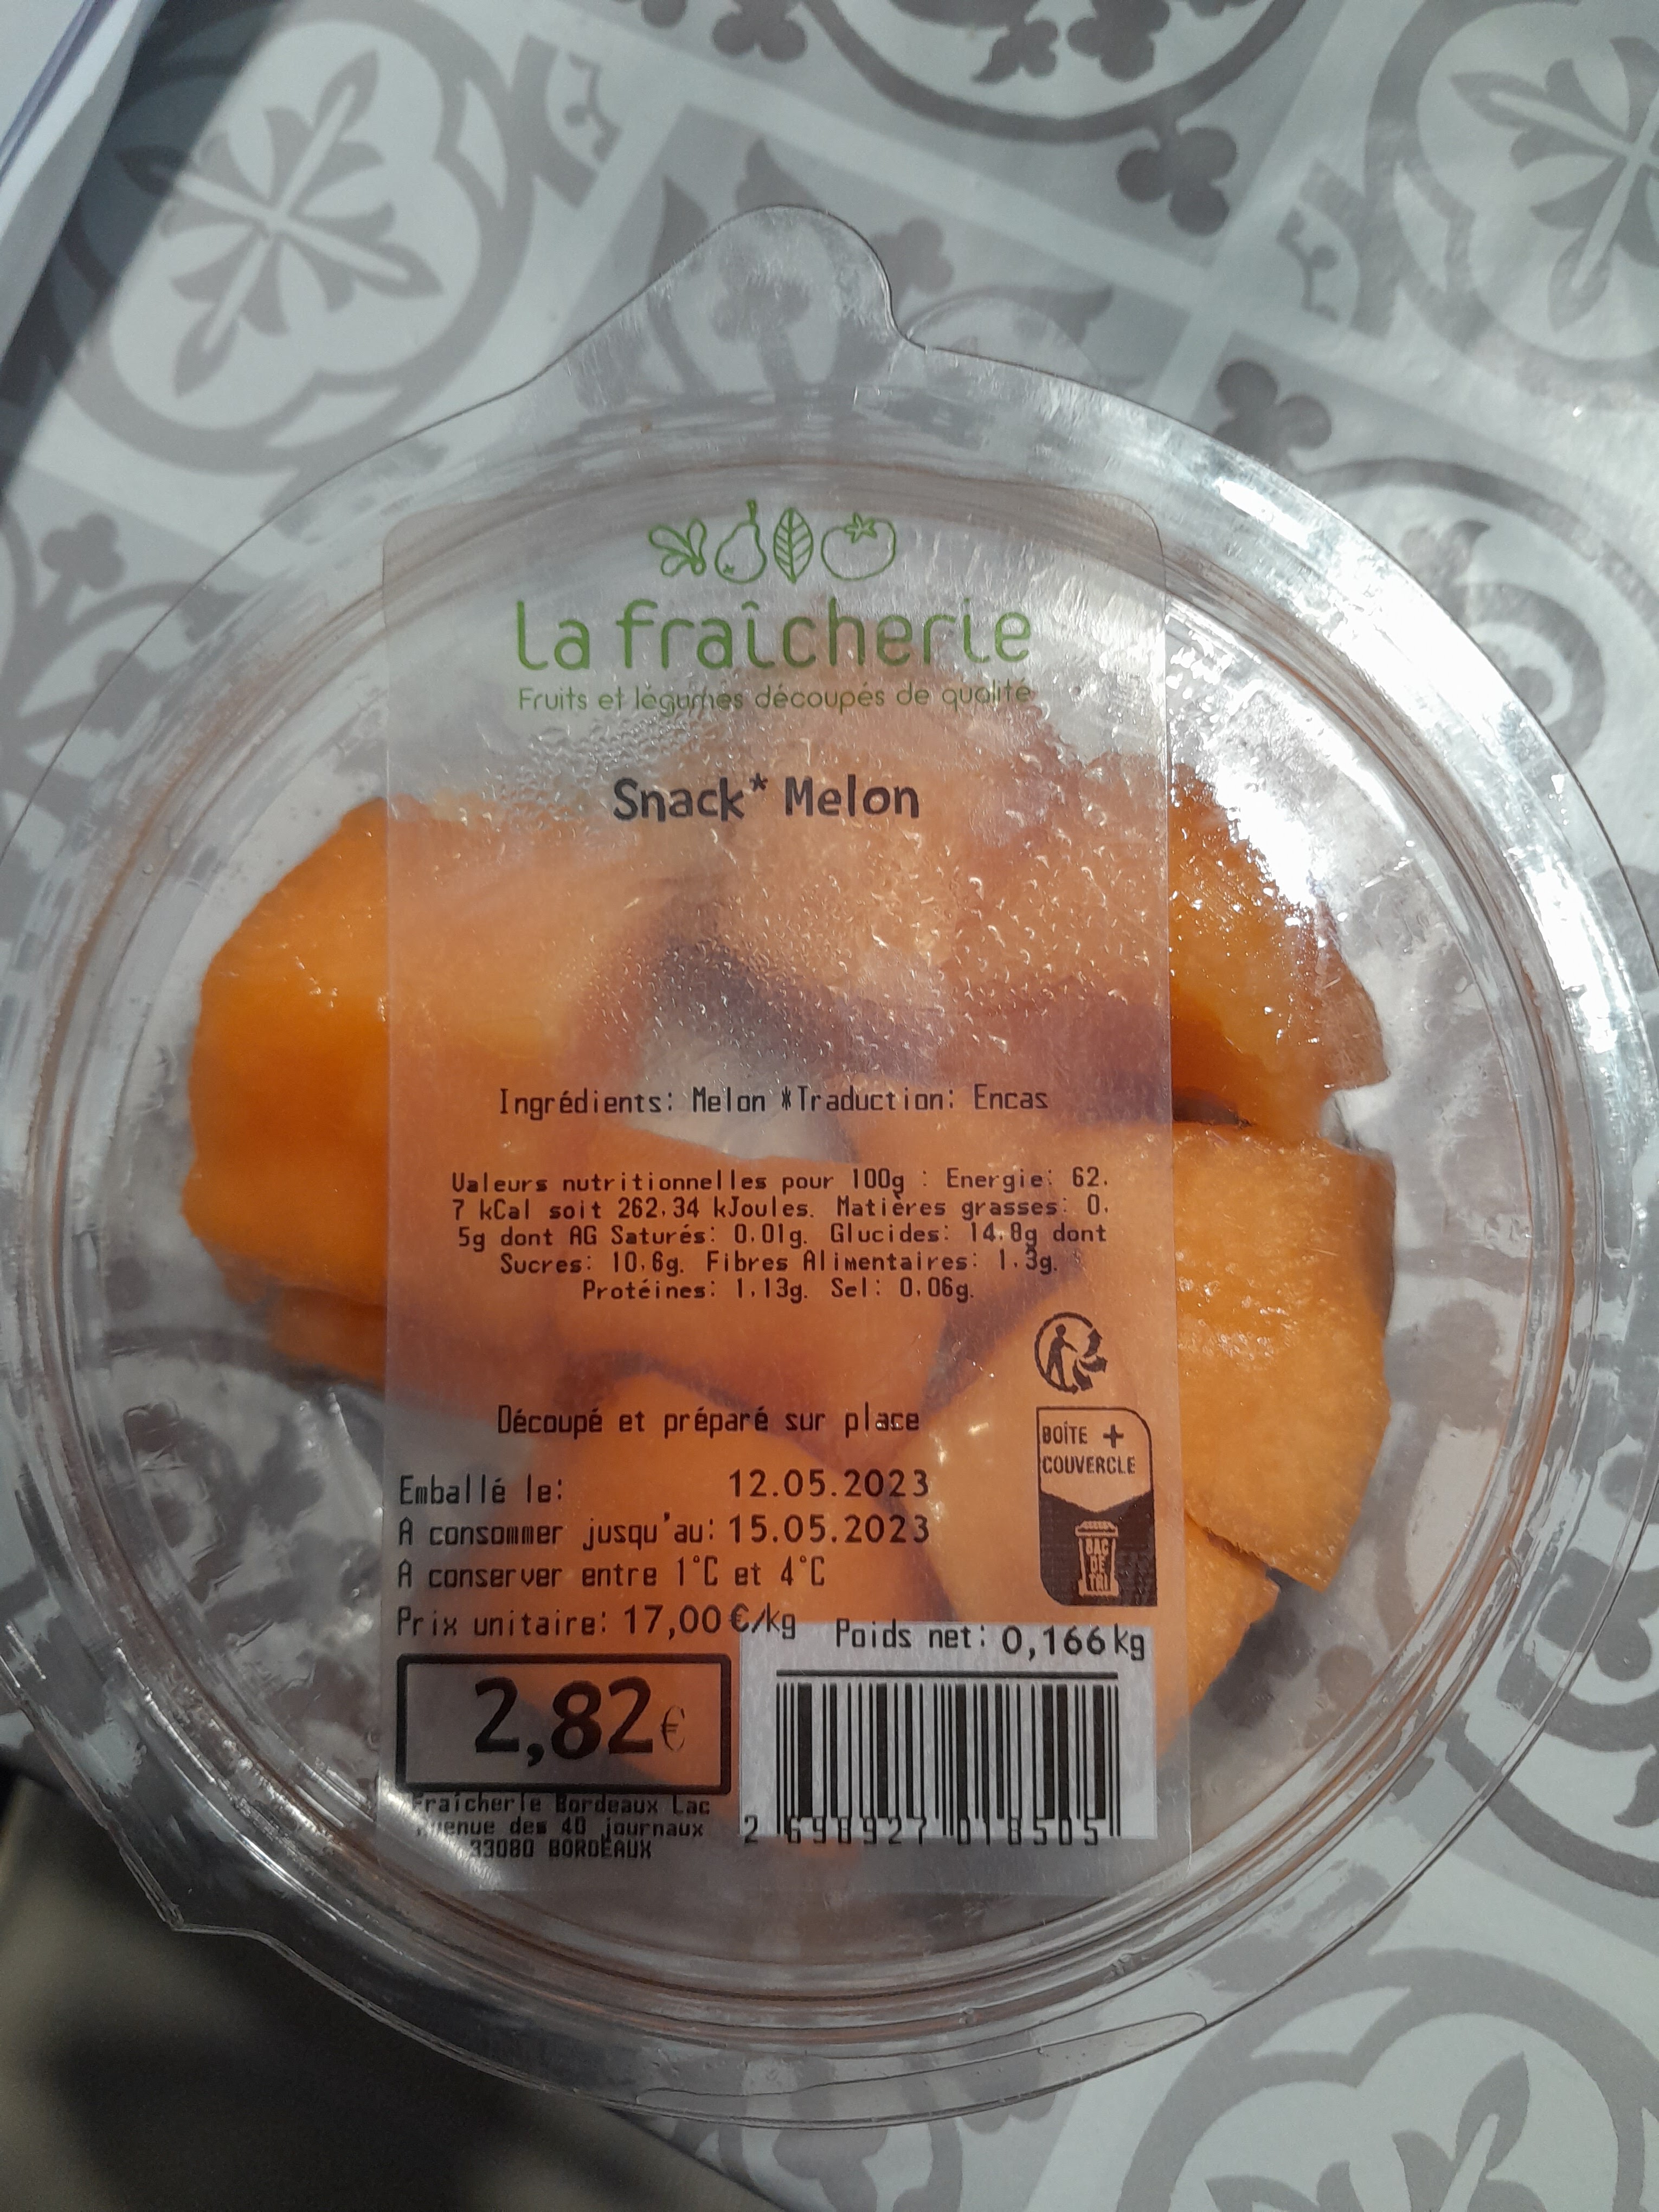 la fraîcherie
Fruits et légumes découpés de qualité
Snack* Melon
Ingrédients: Melon *Traduction: Encas
Valeurs nutritionnelles pour 100g : Energie: 62.
7 kCal soit 262,34 kJoules. Matières grasses: 0.
5g dont AG Saturés: 0.01g. Glucides: 14.8g dont
Sucres: 10.6g. Fibres Alimentaires: 1.3g.
Protéines: 1.13g. Sel: 0.06g.
Découpé et préparé sur place
BOÎTE +
COUVERCLE
BAC
DE
TRI
Emballé le: 12.05.2023
A consommer jusqu'au: 15.05.2023
A conserver entre 1°C et 4°C
Prix unitaire: 17,00 €/kg
Poids net: 0,166 kg
2,82 €
Fraîcherie Bordeaux Lac
Avenue des 40 journaux
33080 BORDEAUX
2 698927 018505